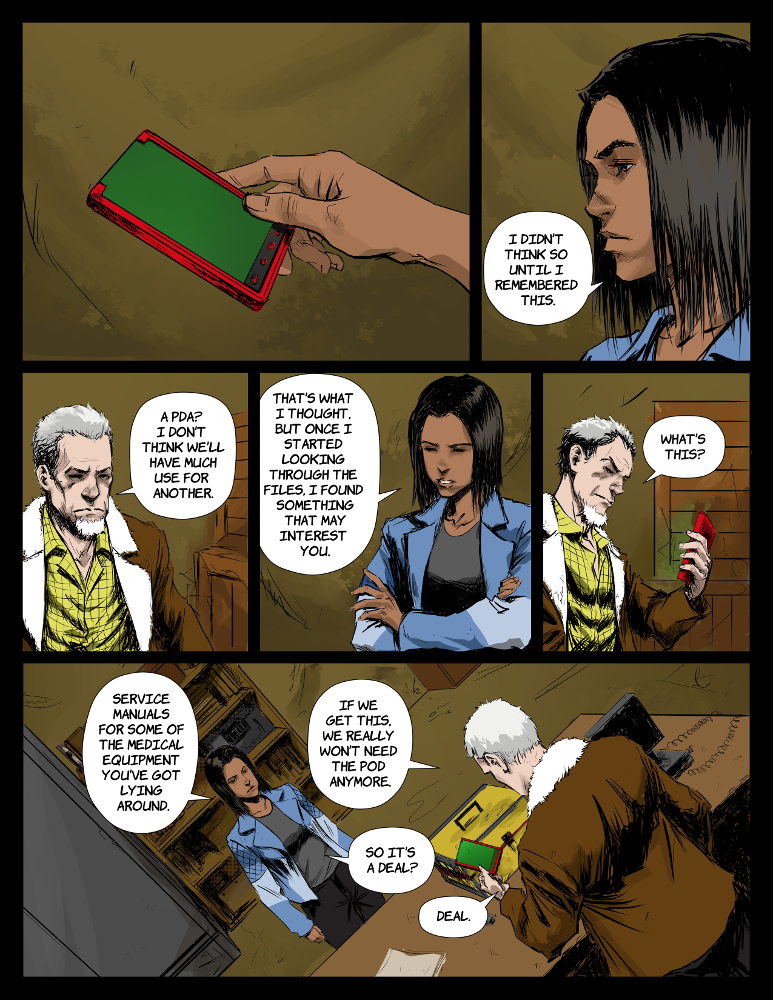 I DIDN'T
THINK SO
UNTIL I
REMEMBERED
THIS.
A PDA?
I DON'T
THINK WE'LL
HAVE MUCH
USE FOR
ANOTHER.
THAT'S WHAT
I THOUGHT,
BUT ONCE I
STARTED
LOOKING
THROUGH THE
FILES, I FOUND
SOMETHING
THAT MAY
INTEREST
YOU.
WHAT'S
THIS?
SERVICE
MANUALS
FOR SOME OF
THE MEDICAL
EQUIPMENT
YOU'VE GOT
LYING
AROUND.
IF WE
GET THIS,
WE REALLY
WON'T NEED
THE POD
ANYMORE.
SO IT'S
A DEAL?
DEAL.